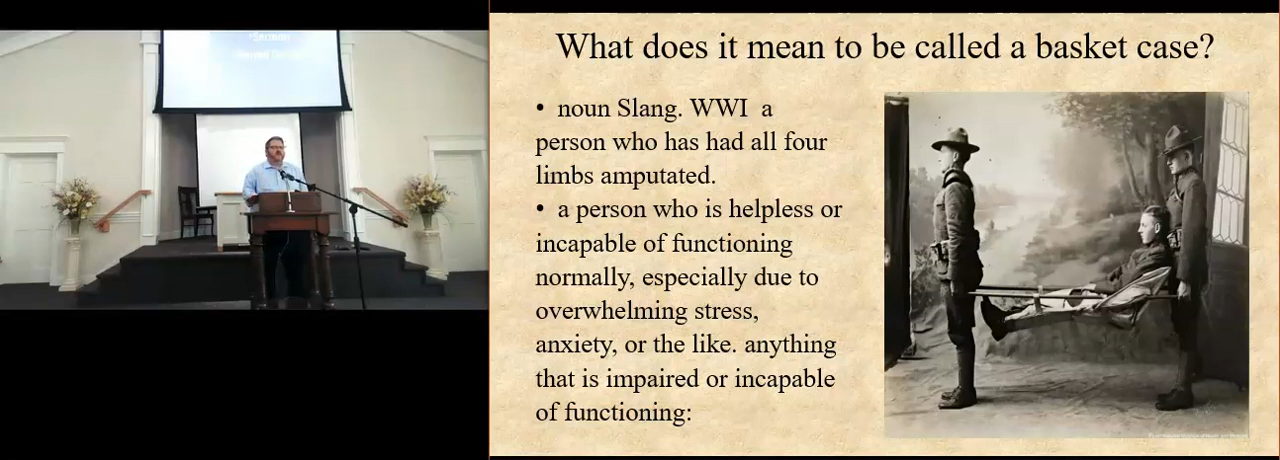 What does it mean to be called a basket case?
• noun Slang. WWI a
person who has had all four
limbs amputated.
• a person who is helpless or
incapable of functioning
normally, especially due to
overwhelming stress,
anxiety, or the like. anything
that is impaired or incapable
of functioning: